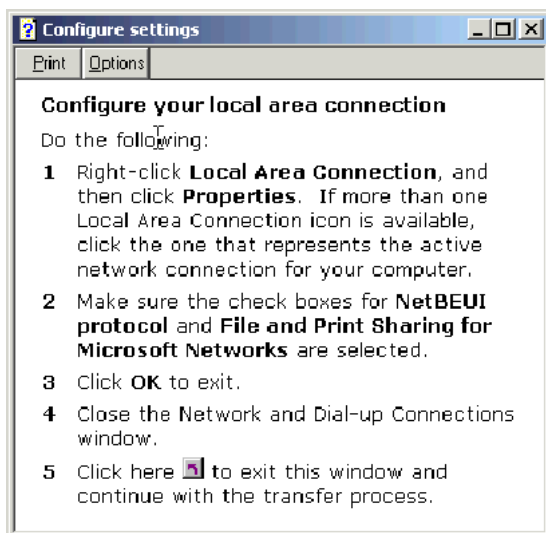 Configure settings
Print Options
Configure your local area connection
Do the following:
1 Right-click Local Area Connection, and
then click Properties. If more than one
Local Area Connection icon is available,
click the one that represents the active
network connection for your computer.
2 Make sure the check boxes for NetBEUI
protocol and File and Print Sharing for
Microsoft Networks are selected.
3 Click OK to exit.
4 Close the Network and Dial-up Connections
window.
5 Click here to exit this window and
continue with the transfer process.